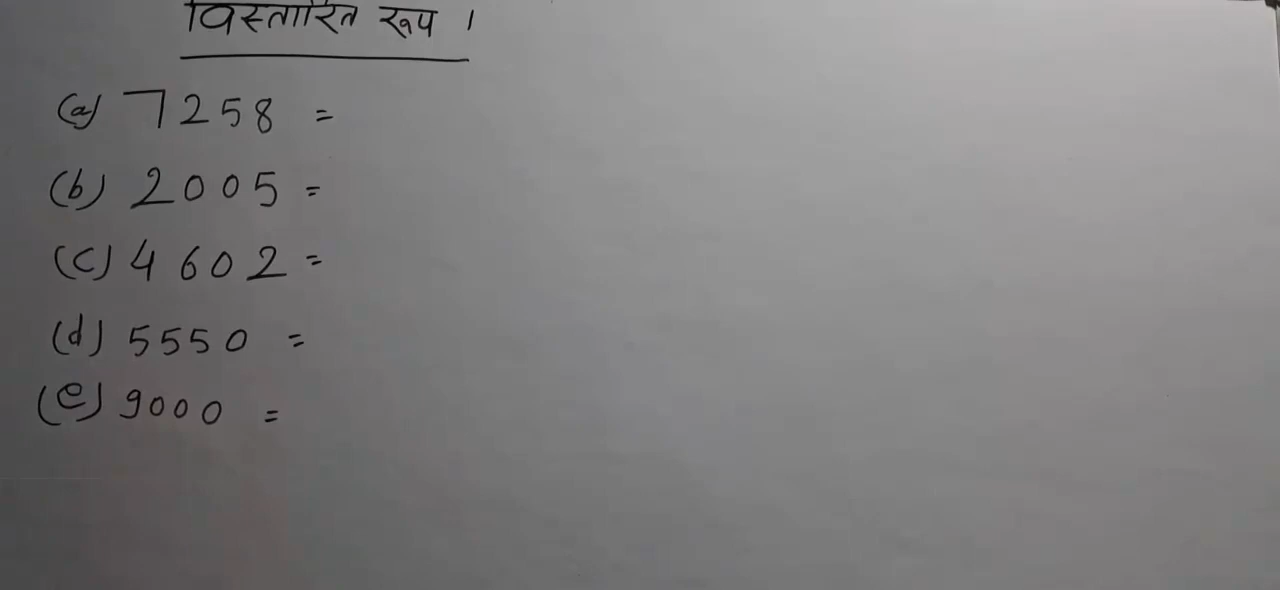 विस्तारित रूप ।
(a) 7258 =
(b) 2005 =
(c) 4602 =
(d) 5550 =
(e) 9000 =